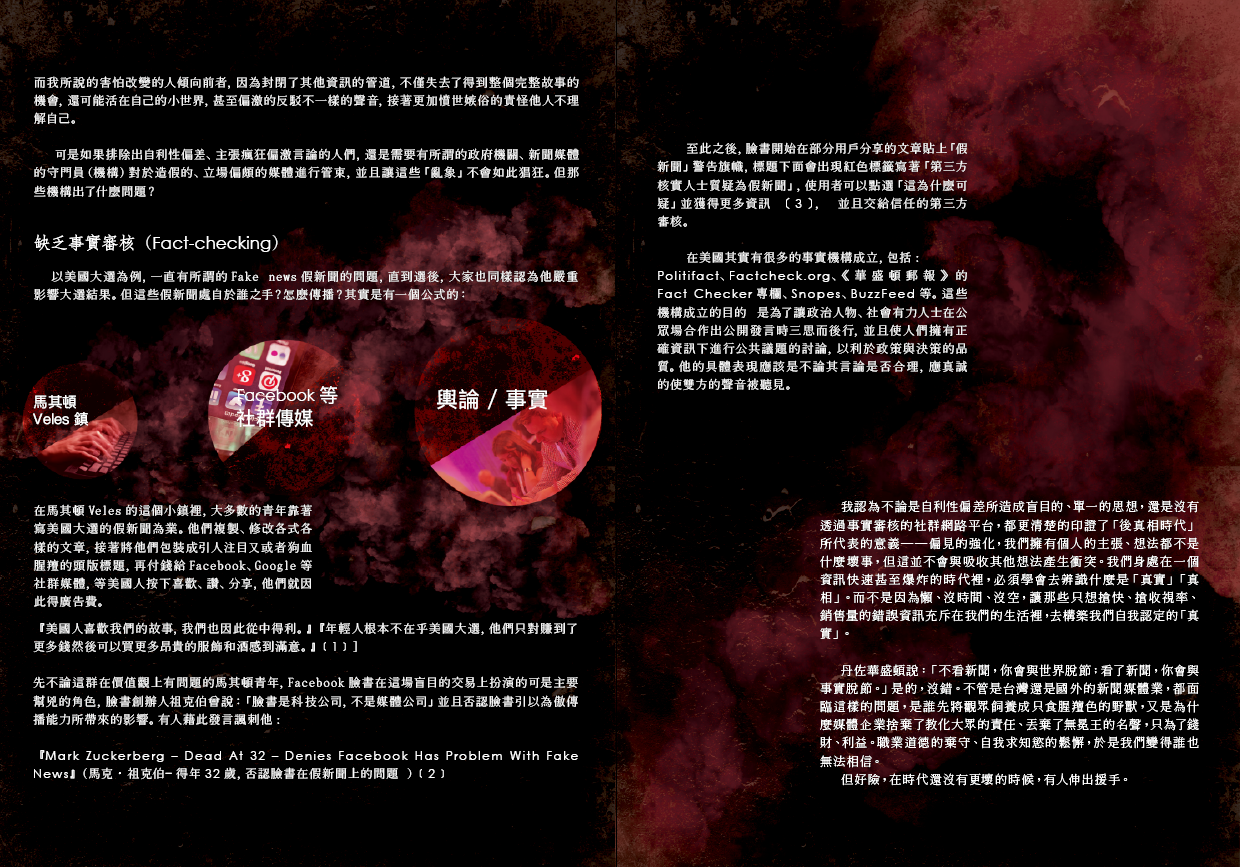 而我所說的害怕改變的人傾向前者, 因為封閉了其他資訊的管道, 不僅失去了得到整個完整故事的
機會, 還可能活在自己的小世界, 甚至偏激的反駁不一樣的聲音, 接著更加憤世嫉俗的責怪他人不理
解自己。
可是如果排除出自利性偏差、主張瘋狂偏激言論的人們, 還是需要有所謂的政府機關、新聞媒體
的守門員（機構）對於造假的、立場偏頗的媒體進行管束, 並且讓這些「亂象」不會如此猖狂。但那
些機構出了什麼問題？
缺乏事實審核（Fact-checking）
以美國大選為例, 一直有所謂的 Fake news 假新聞的問題, 直到選後, 大家也同樣認為他嚴重
影響大選結果。但這些假新聞處自於誰之手？怎麼傳播？其實是有一個公式的：
馬其頓
Veles 鎮
Facebook 等
社群傳媒
輿論 / 事實
在馬其頓 Veles 的這個小鎮裡, 大多數的青年靠著
寫美國大選的假新聞為業。他們複製、修改各式各
樣的文章, 接著將他們包裝成引人注目又或者狗血
腥羶的頭版標題, 再付錢給 Facebook、Google 等
社群媒體, 等美國人按下喜歡、讚、分享, 他們就因
此得廣告費。
『美國人喜歡我們的故事, 我們也因此從中得利。』『年輕人根本不在乎美國大選, 他們只對賺到了
更多錢然後可以買更多昂貴的服飾和酒感到滿意。』〔1〕]
先不論這群在價值觀上有問題的馬其頓青年, Facebook 臉書在這場盲目的交易上扮演的可是主要
幫兇的角色, 臉書創辦人祖克伯曾說：「臉書是科技公司, 不是媒體公司」並且否認臉書引以為傲傳
播能力所帶來的影響。有人藉此發言諷刺他：
『Mark Zuckerberg – Dead At 32 – Denies Facebook Has Problem With Fake
News』（馬克・祖克伯- 得年 32 歲, 否認臉書在假新聞上的問題 ）〔2〕
至此之後, 臉書開始在部分用戶分享的文章貼上「假
新聞」警告旗幟, 標題下面會出現紅色標籤寫著「第三方
核實人士質疑為假新聞」, 使用者可以點選「這為什麼可
疑」並獲得更多資訊 〔3〕, 並且交給信任的第三方
審核。
在美國其實有很多的事實機構成立, 包括：
Politifact、Factcheck.org、《華盛頓郵報》的
Fact Checker 專欄、Snopes、BuzzFeed 等。這些
機構成立的目的 是為了讓政治人物、社會有力人士在公
眾場合作出公開發言時三思而後行, 並且使人們擁有正
確資訊下進行公共議題的討論, 以利於政策與決策的品
質。他的具體表現應該是不論其言論是否合理, 應真誠
的使雙方的聲音被聽見。
我認為不論是自利性偏差所造成盲目的、單一的思想，還是沒有
透過事實審核的社群網路平台，都更清楚的印證了「後真相時代」
所代表的意義——偏見的強化，我們擁有個人的主張、想法都不是
什麼壞事，但這並不會與吸收其他想法產生衝突。我們身處在一個
資訊快速甚至爆炸的時代裡，必須學會去辨識什麼是「真實」「真
相」。而不是因為懶、沒時間、沒空，讓那些只想搶快、搶收視率、
銷售量的錯誤資訊充斥在我們的生活裡，去構築我們自我認定的「真
實」。
丹佐華盛頓說：「不看新聞，你會與世界脫節；看了新聞，你會與
事實脫節。」是的，沒錯。不管是台灣還是國外的新聞媒體業，都面
臨這樣的問題，是誰先將觀眾飼養成只食腥羶色的野獸，又是為什
麼媒體企業捨棄了教化大眾的責任、丟棄了無冕王的名聲，只為了錢
財、利益。職業道德的棄守、自我求知慾的鬆懈，於是我們變得誰也
無法相信。
但好險，在時代還沒有更壞的時候，有人伸出援手。